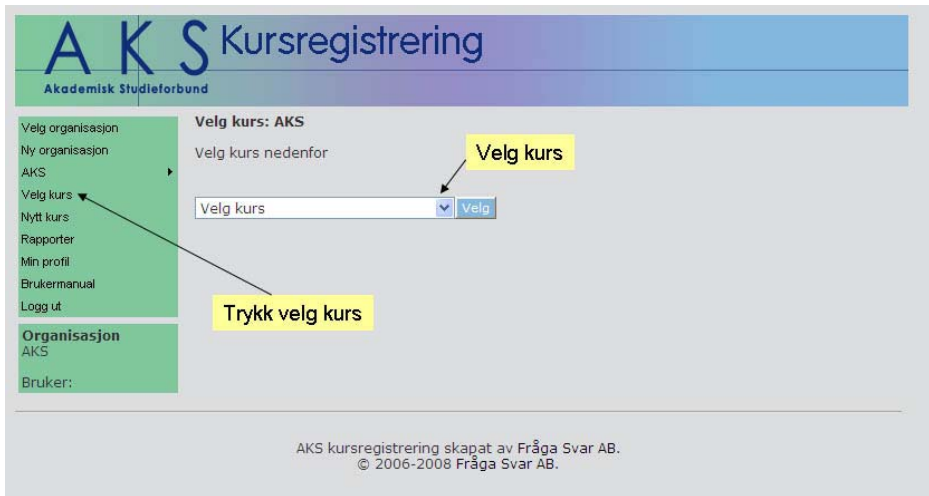 AKS Kursregistrering
Akademisk Studieforbund
Velg organisasjon
Ny organisasjon
AKS
Velg kurs
Nytt kurs
Rapporter
Min profil
Brukermanual
Logg ut
Organisasjon
AKS
Bruker:
Velg kurs: AKS
Velg kurs nedenfor
Velg kurs
Velg kurs
Velg
Trykk velg kurs
AKS kursregistrering skapat av Fråga Svar AB.
© 2006-2008 Fråga Svar AB.